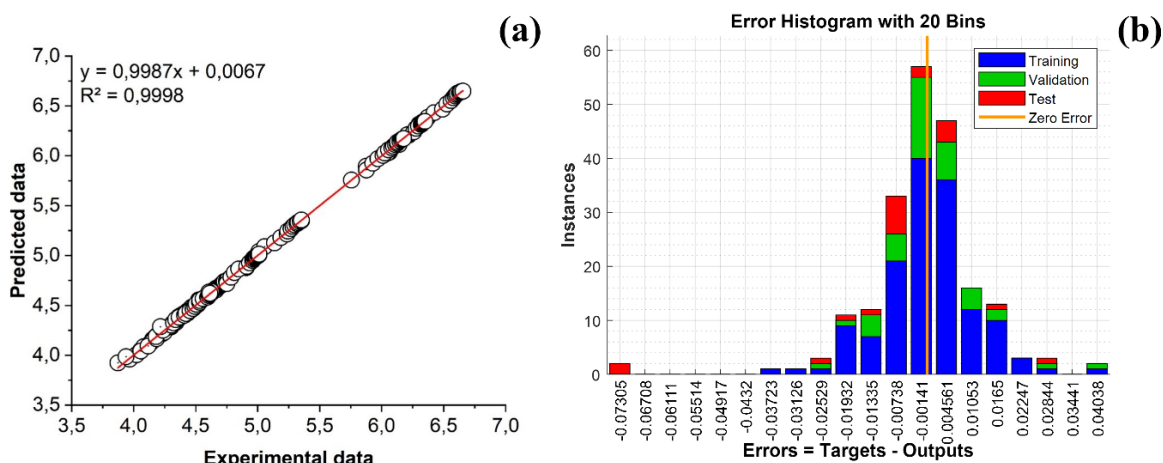 (a)
7,0
6,5
6,0
5,5
5,0
4,5
4,0
3,5
y = 0,9987x + 0,0067
R² = 0,9998
Predicted data
3,5 4,0 4,5 5,0 5,5 6,0 6,5 7,0
Experimental data
Error Histogram with 20 Bins
(b)
60
50
40
30
20
10
0
Instances
Training
Validation
Test
Zero Error
-0.07305
-0.06708
-0.06111
-0.05514
-0.04917
-0.0432
-0.03723
-0.03126
-0.02529
-0.01932
-0.01335
-0.00738
-0.00141
0.004561
0.01053
0.0165
0.02247
0.02844
0.03441
0.04038
Errors = Targets - Outputs